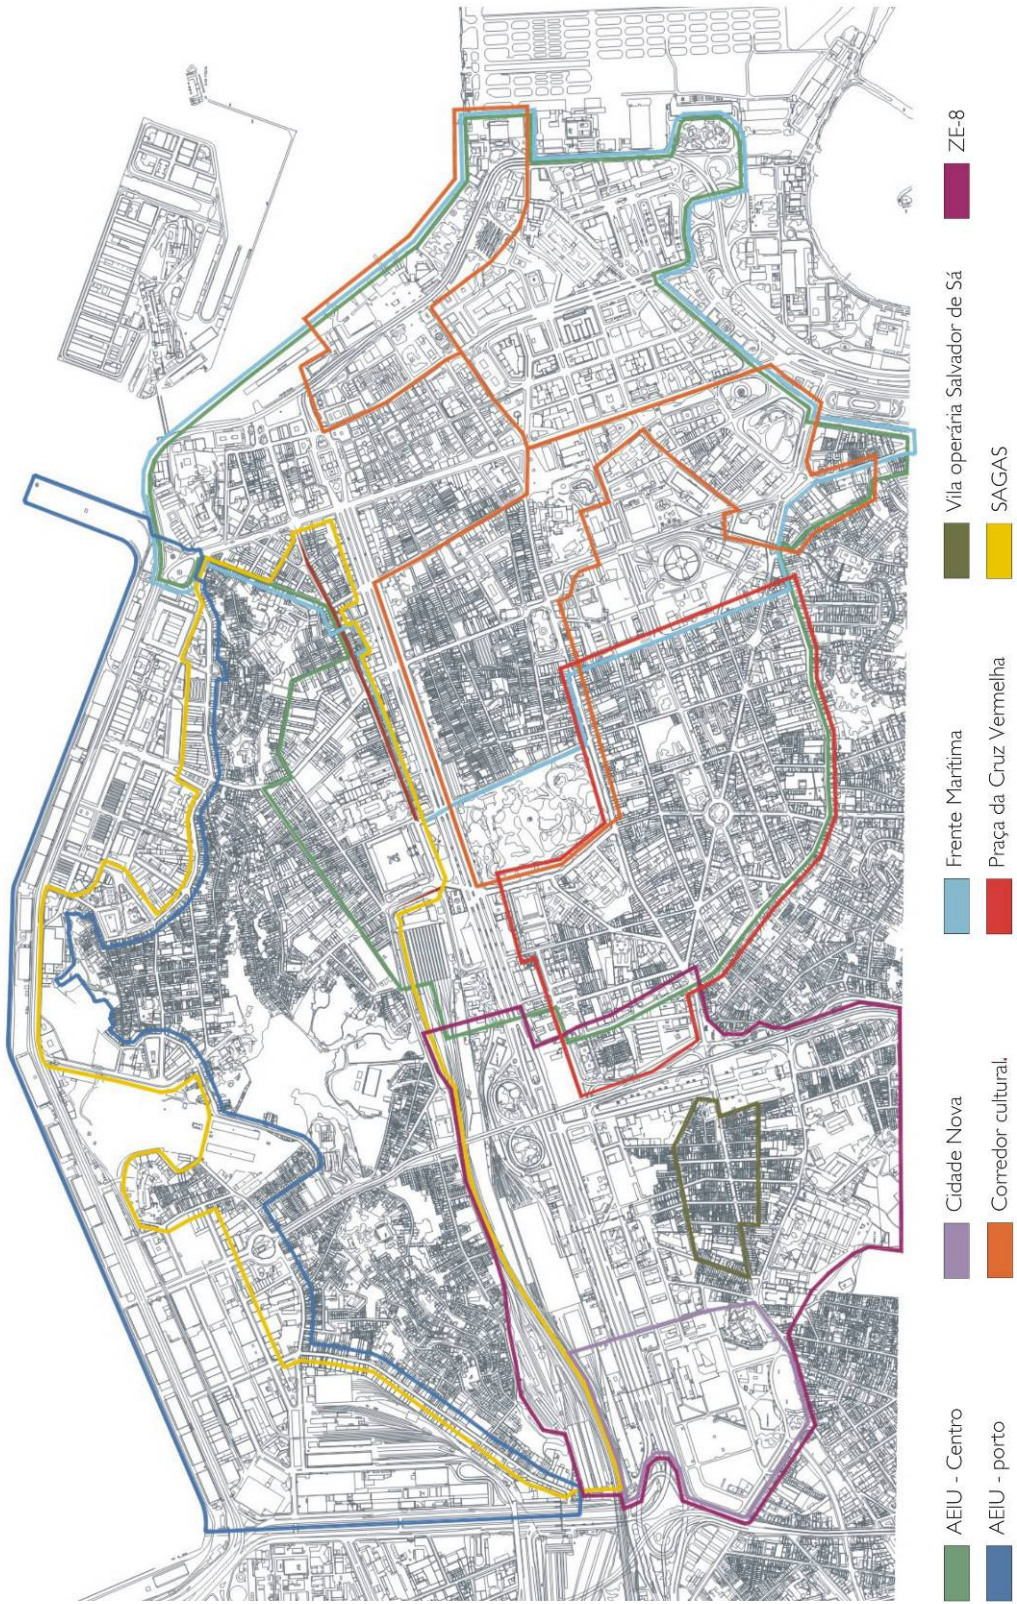 AEIU - Centro
AEIU - porto
Cidade Nova
Corredor cultural.
Frente Marítima
Praça da Cruz Vermelha
Vila operária Salvador de Sá
SAGAS
ZE-8